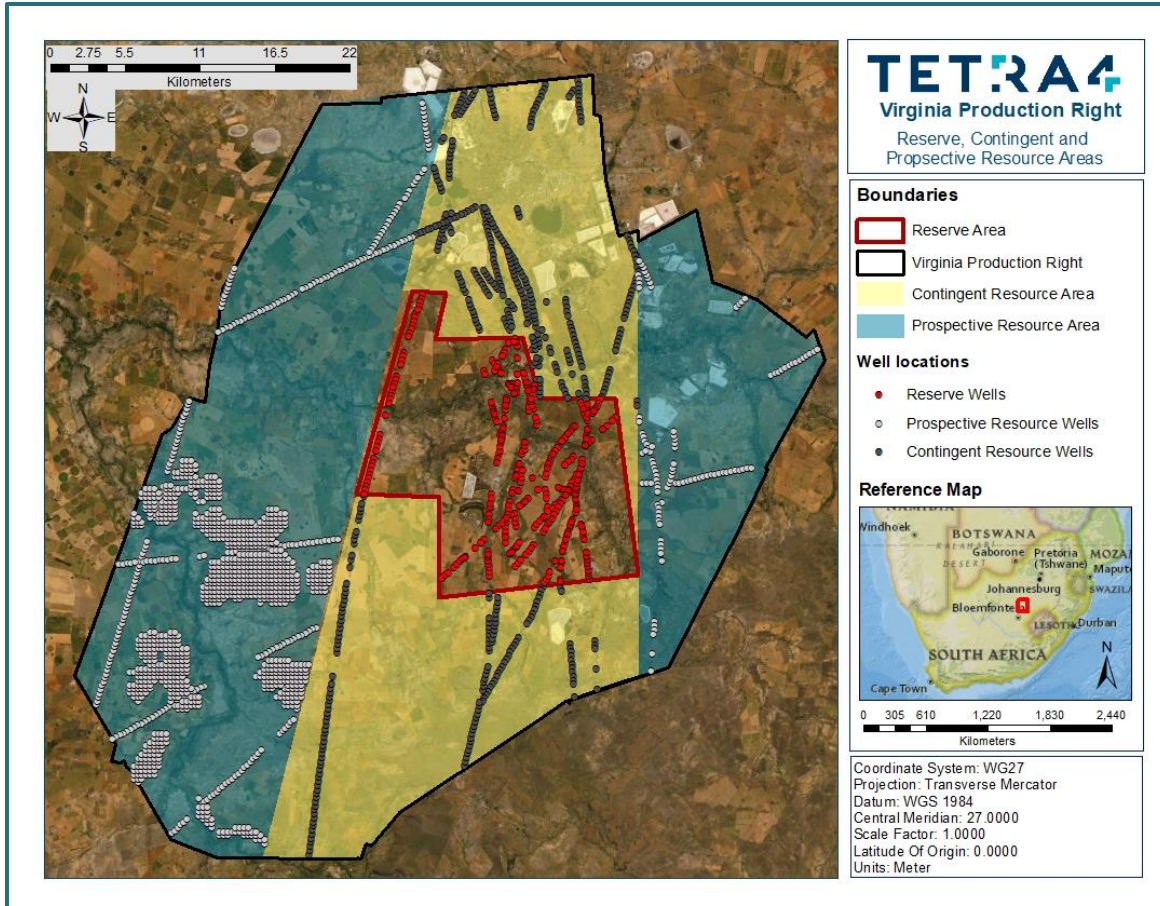 0 2.75 5.5 11 16.5 22
Kilometers
N
W E
S
TETRA4
Virginia Production Right
Reserve, Contingent and
Propsective Resource Areas
Boundaries
Reserve Area
Virginia Production Right
Contingent Resource Area
Prospective Resource Area
Well locations
Reserve Wells
Prospective Resource Wells
Contingent Resource Wells
Reference Map
NAMIBIA
Windhoek
BOTSWANA
KALAHARI
DESERT
Gaborone
Pretoria
(Tshwane)
MOZAM
Maputo
Johannesburg
SWAZILA
Bloemfonte
LESOTHO
Durban
SOUTH AFRICA
N
Cape Town
0 305 610 1,220 1,830 2,440
Kilometers
Coordinate System: WG27
Projection: Transverse Mercator
Datum: WGS 1984
Central Meridian: 27.0000
Scale Factor: 1.0000
Latitude Of Origin: 0.0000
Units: Meter